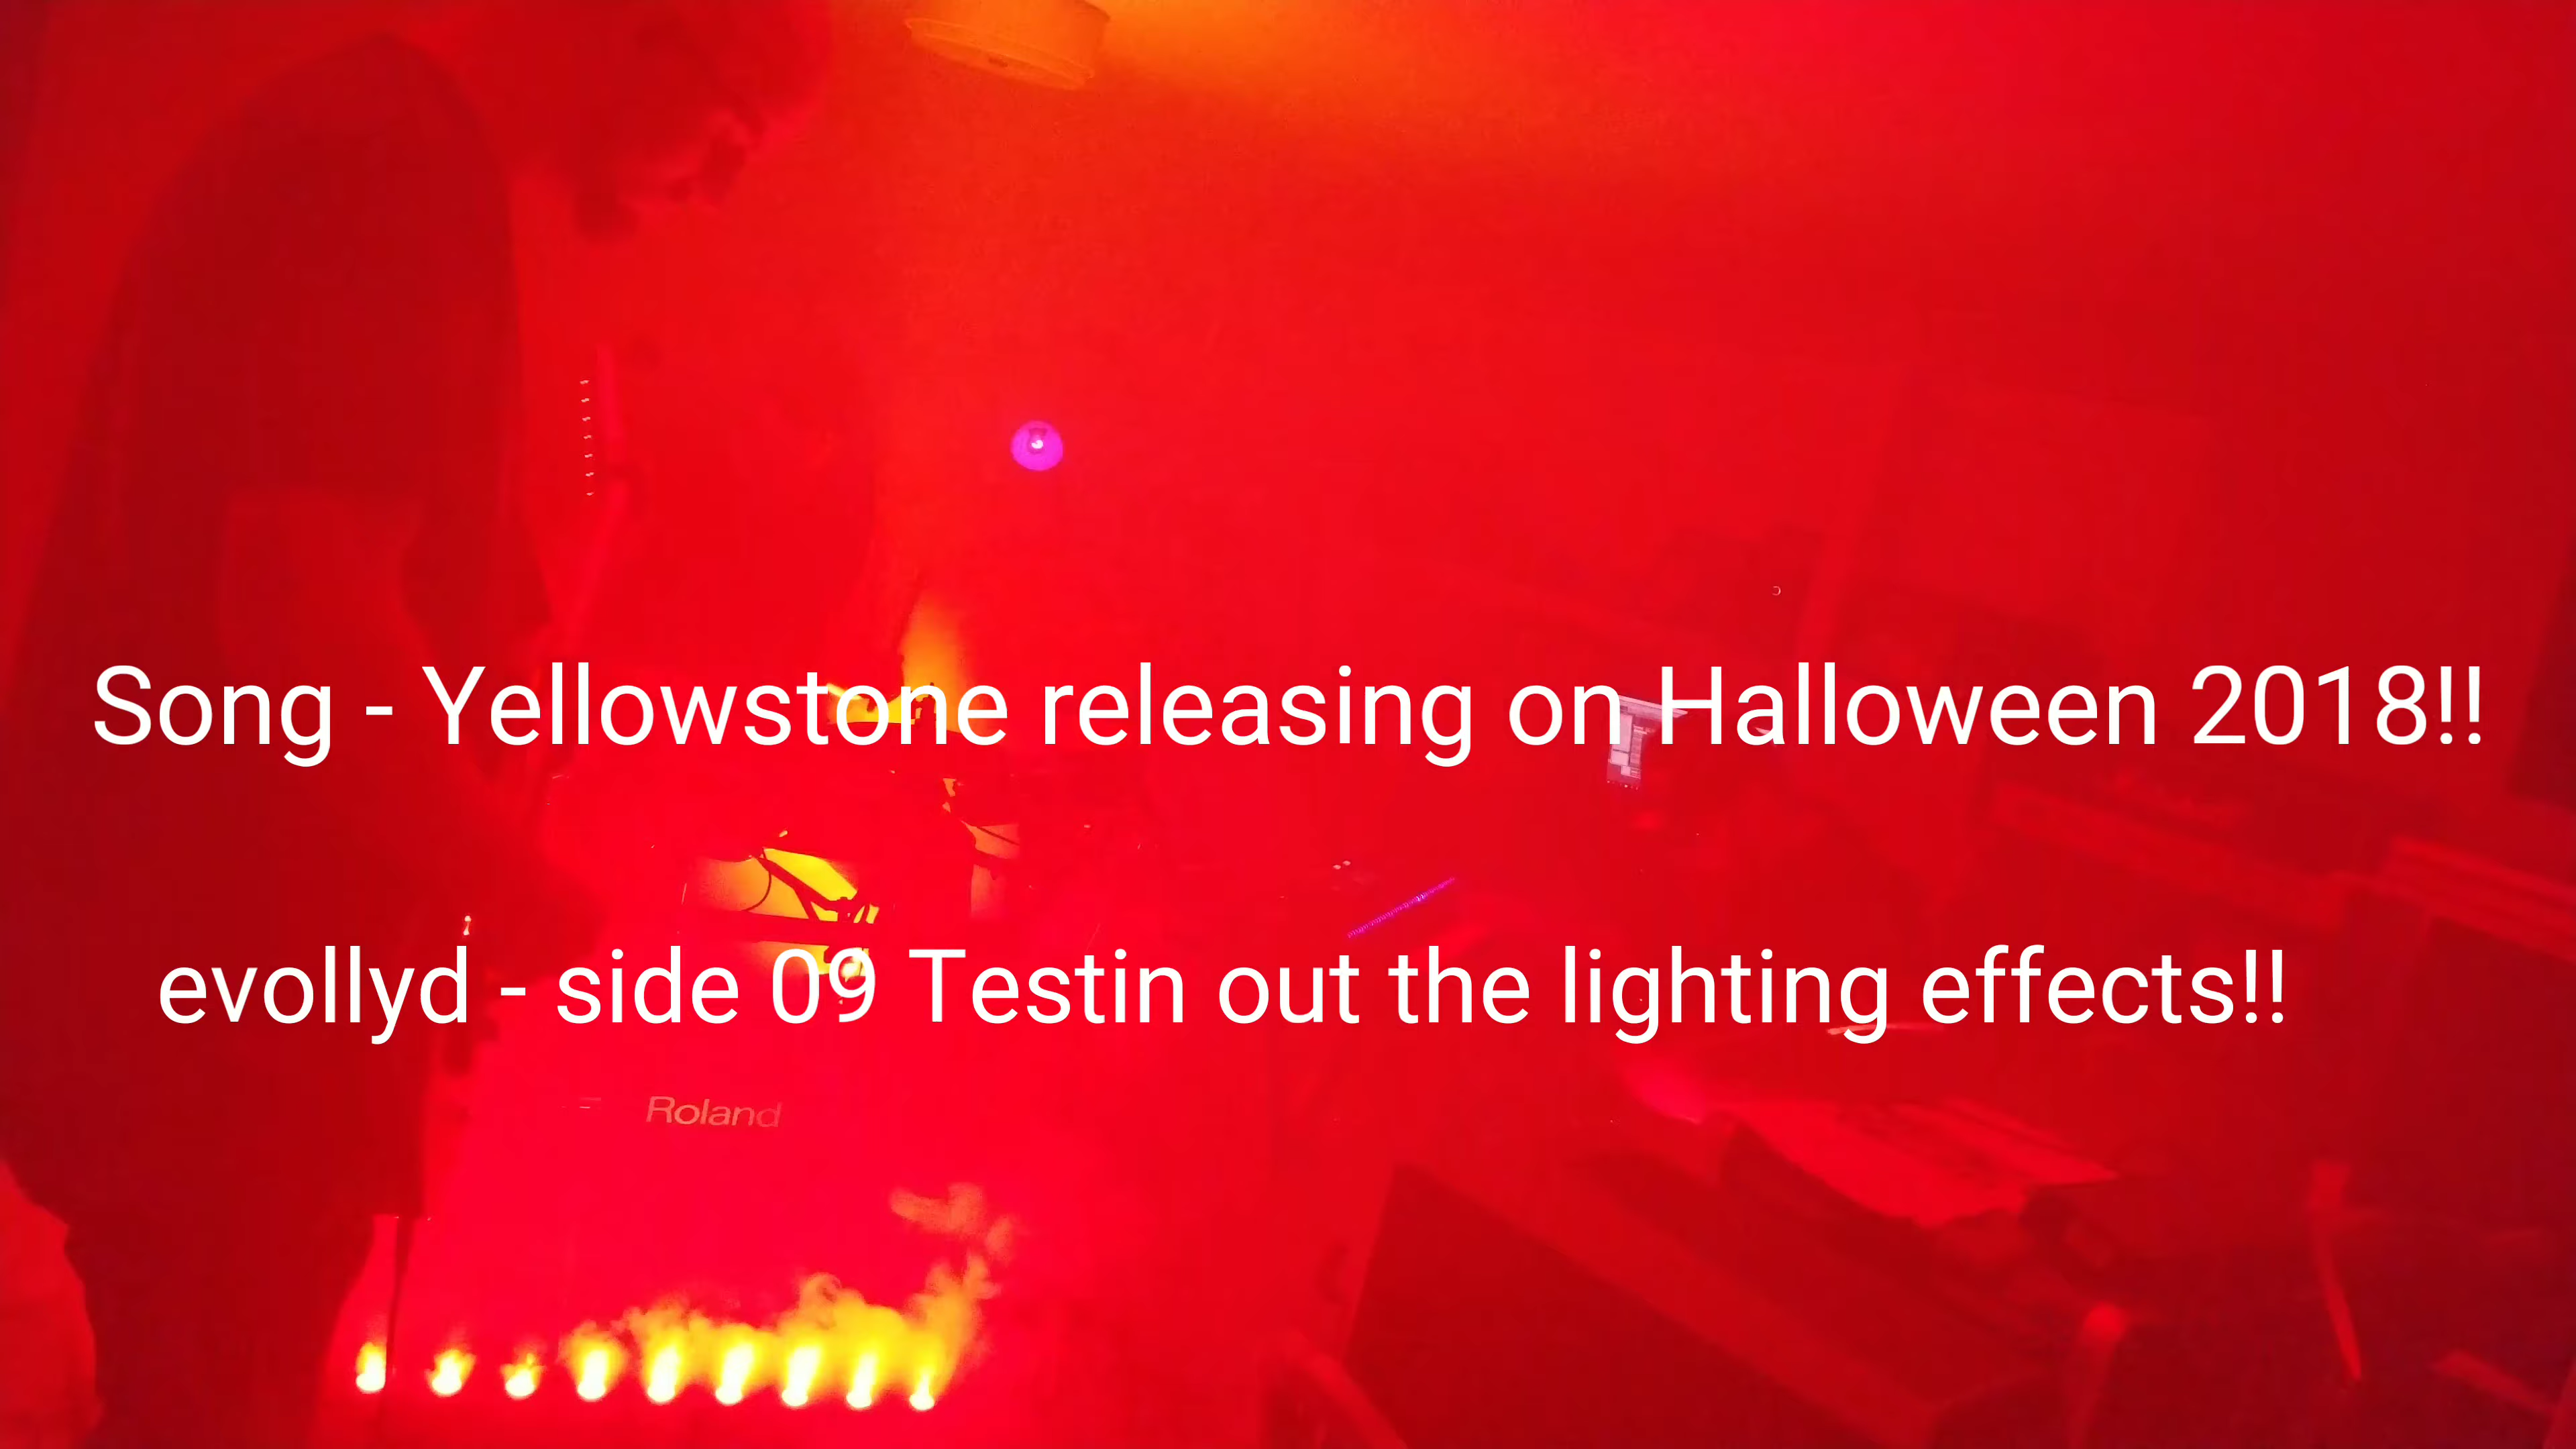 Song - Yellowstone releasing on Halloween 2018!!
evollyd - side 09 Testin out the lighting effects!!
Roland